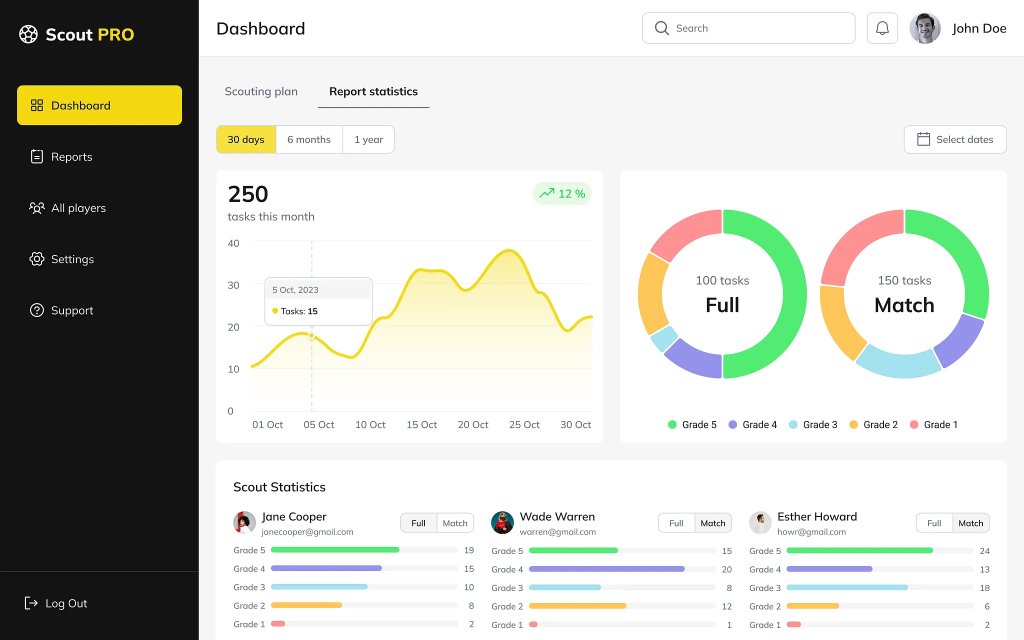 Scout PRO
Dashboard
Reports
All players
Settings
Support
Log Out
Dashboard
Search
John Doe
Scouting plan
Report statistics
30 days
6 months
1 year
Select dates
250
tasks this month
12 %
40
30
20
10
0
5 Oct, 2023
Tasks: 15
01 Oct
05 Oct
10 Oct
15 Oct
20 Oct
25 Oct
30 Oct
100 tasks
Full
150 tasks
Match
Grade 5
Grade 4
Grade 3
Grade 2
Grade 1
Scout Statistics
Jane Cooper
janecooper@gmail.com
Full
Match
Grade 5 19
Grade 4 15
Grade 3 10
Grade 2 8
Grade 1 2
Wade Warren
warren@gmail.com
Full
Match
Grade 5 15
Grade 4 20
Grade 3 8
Grade 2 12
Grade 1 1
Esther Howard
howr@gmail.com
Full
Match
Grade 5 24
Grade 4 13
Grade 3 18
Grade 2 6
Grade 1 2